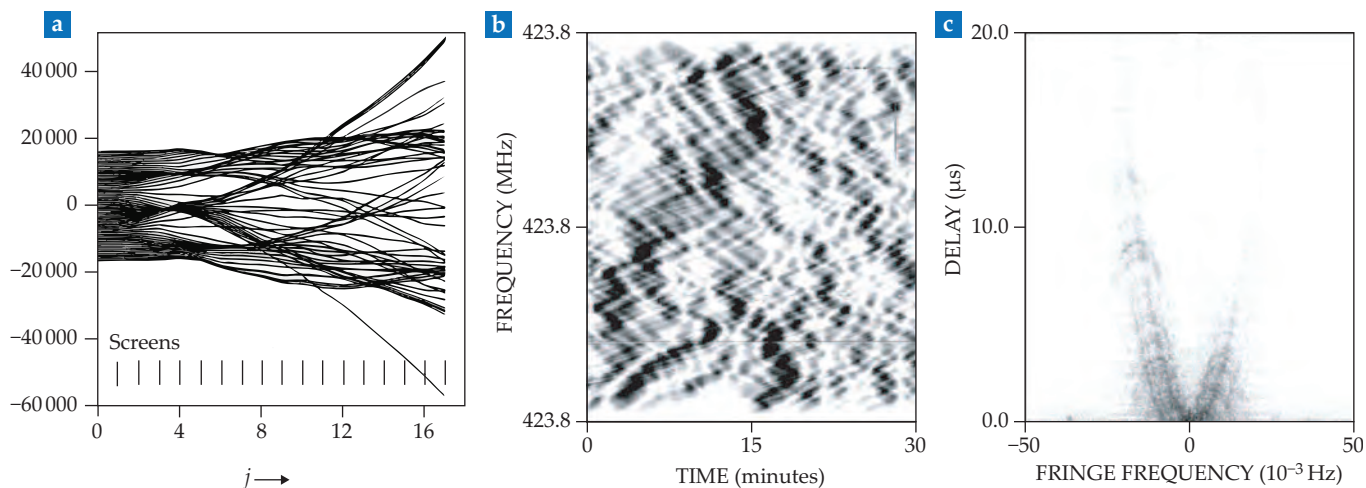 a
40 000
20 000
0
−20 000
−40 000
−60 000
Screens
0 4 8 12 16
j
b
423.8
423.8
423.8
FREQUENCY (MHz)
0 15 30
TIME (minutes)
c
20.0
10.0
0.0
DELAY (µs)
−50 0 50
FRINGE FREQUENCY (10⁻³ Hz)